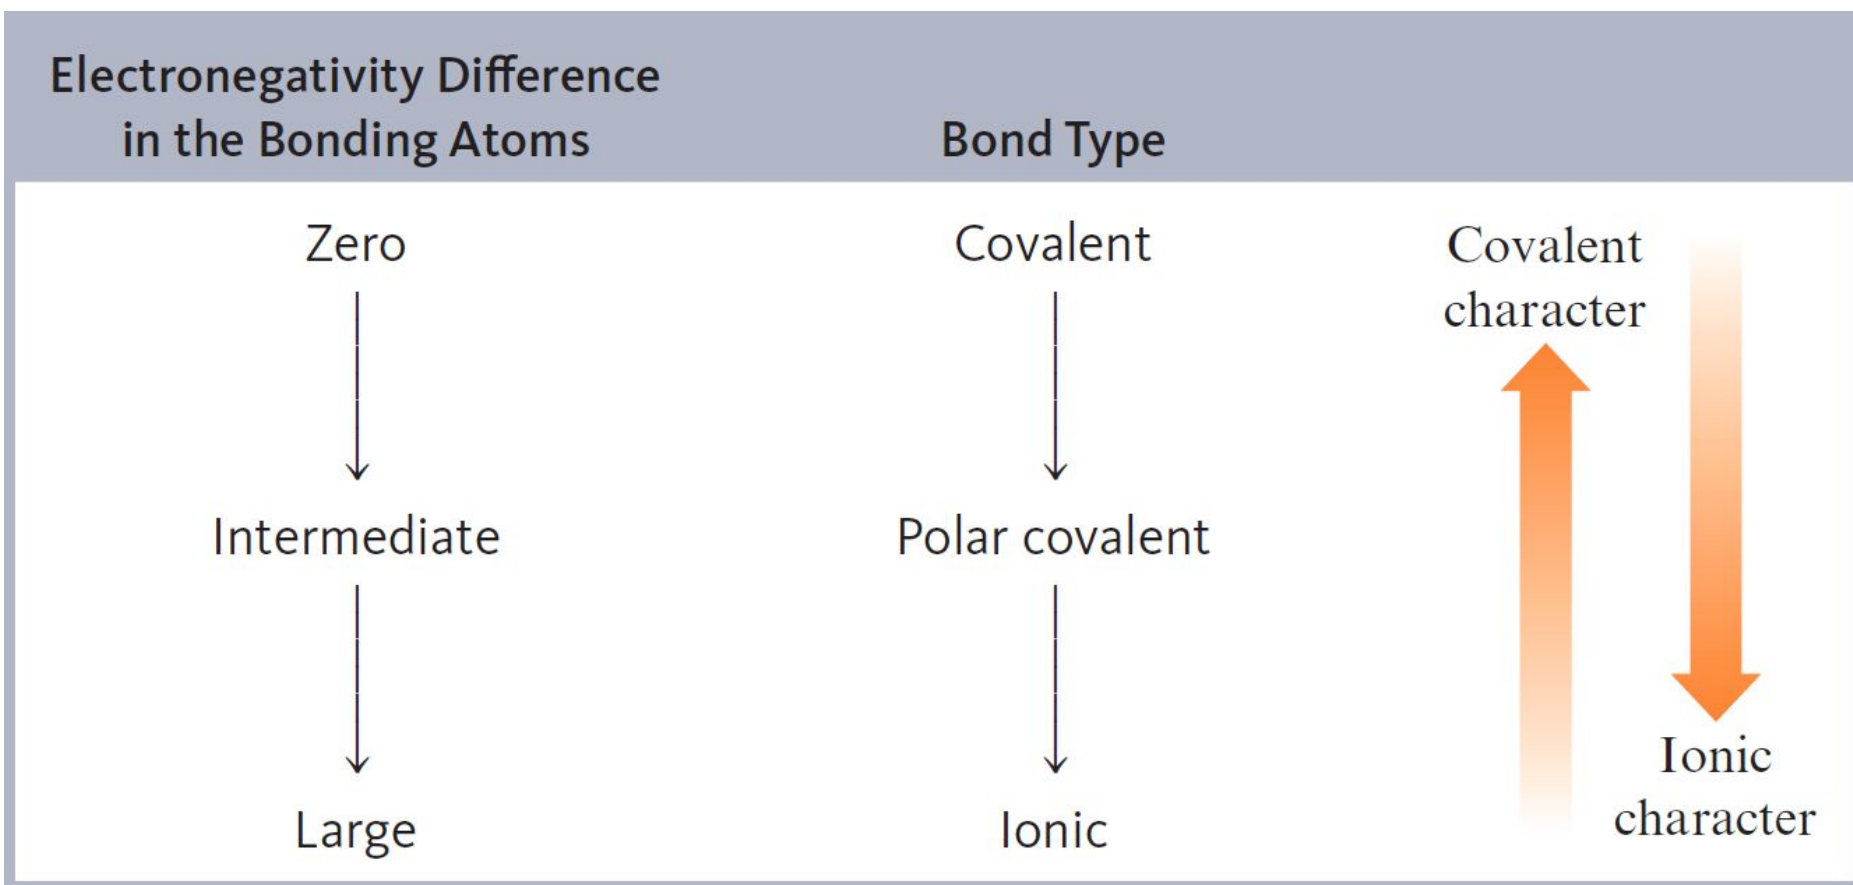 Electronegativity Difference
in the Bonding Atoms
Bond Type
Zero
Covalent
Covalent
character
Intermediate
Polar covalent
Large
Ionic
Ionic
character